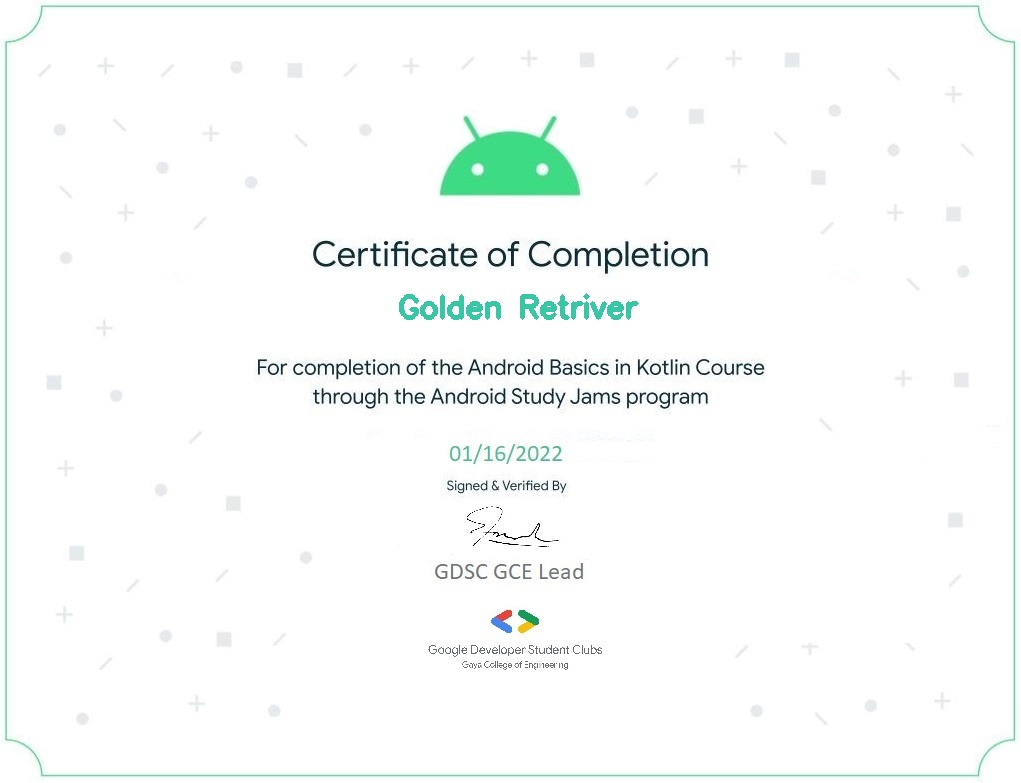 Certificate of Completion
Golden Retriver
For completion of the Android Basics in Kotlin Course
through the Android Study Jams program
01/16/2022
Signed & Verified By
GDSC GCE Lead
Google Developer Student Clubs
Gaya College of Engineering